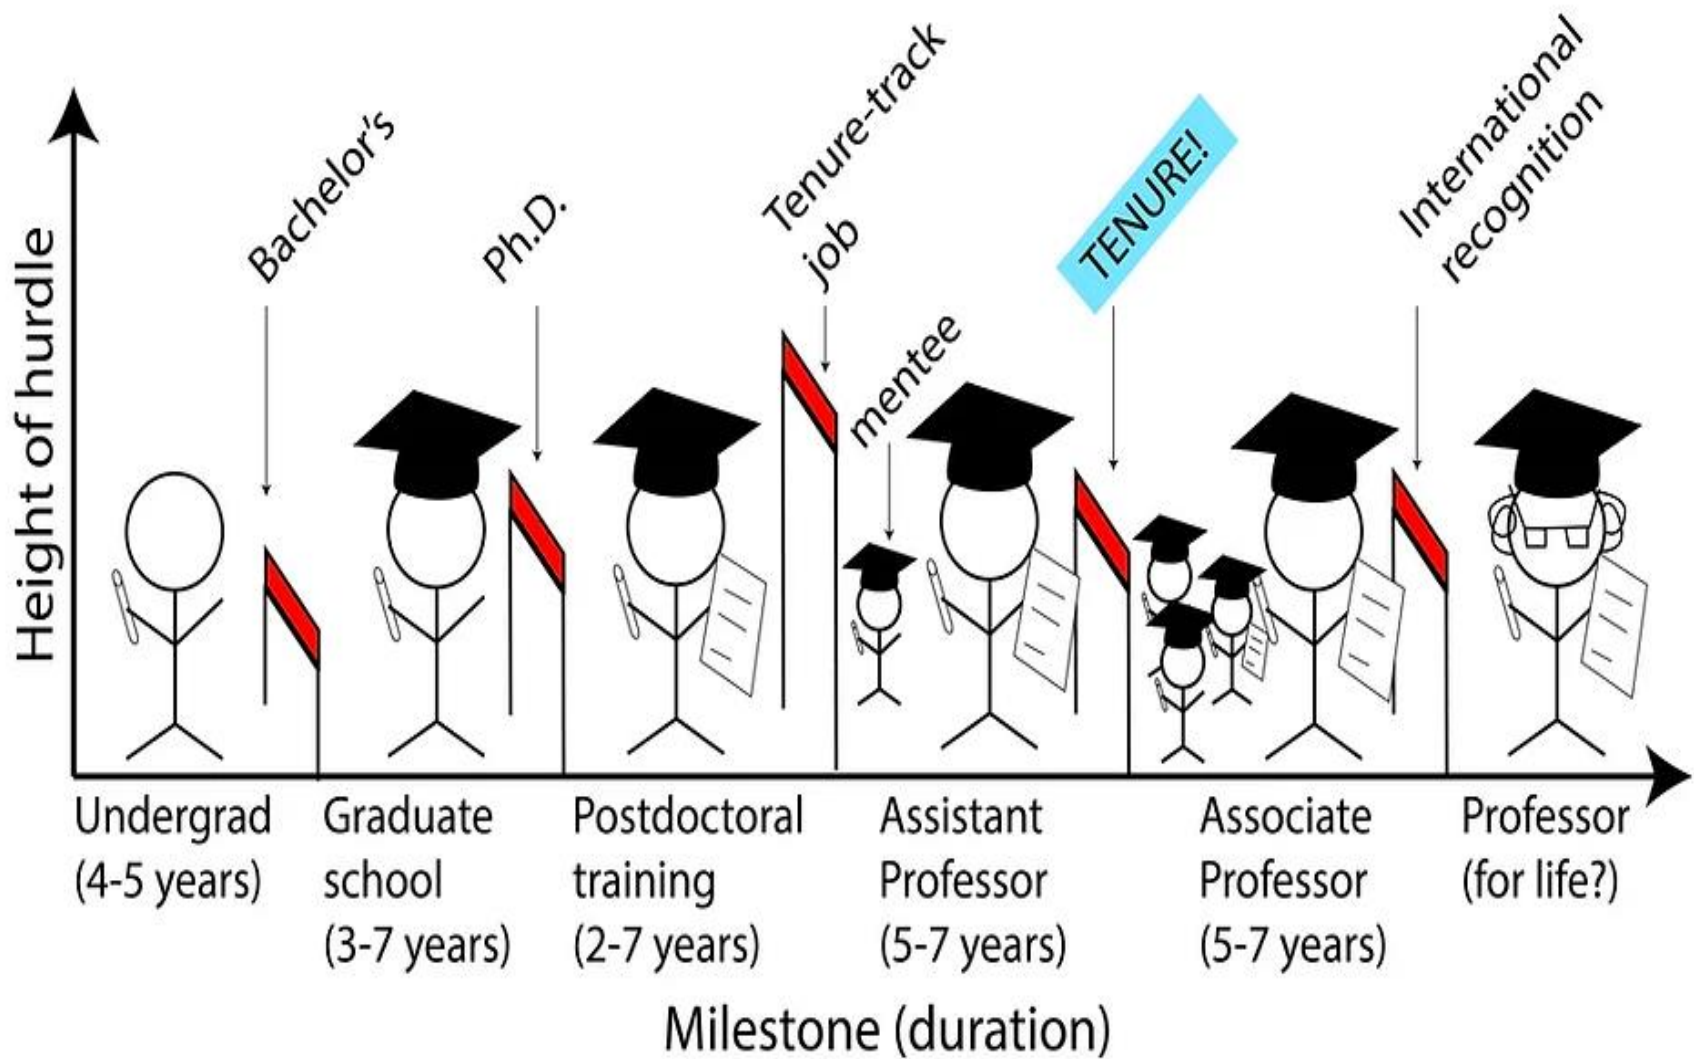 Height of hurdle
Bachelor's
Ph.D.
Tenure-track
job
mentee
TENURE!
International
recognition
Undergrad
(4-5 years)
Graduate
school
(3-7 years)
Postdoctoral
training
(2-7 years)
Assistant
Professor
(5-7 years)
Associate
Professor
(5-7 years)
Professor
(for life?)
Milestone (duration)